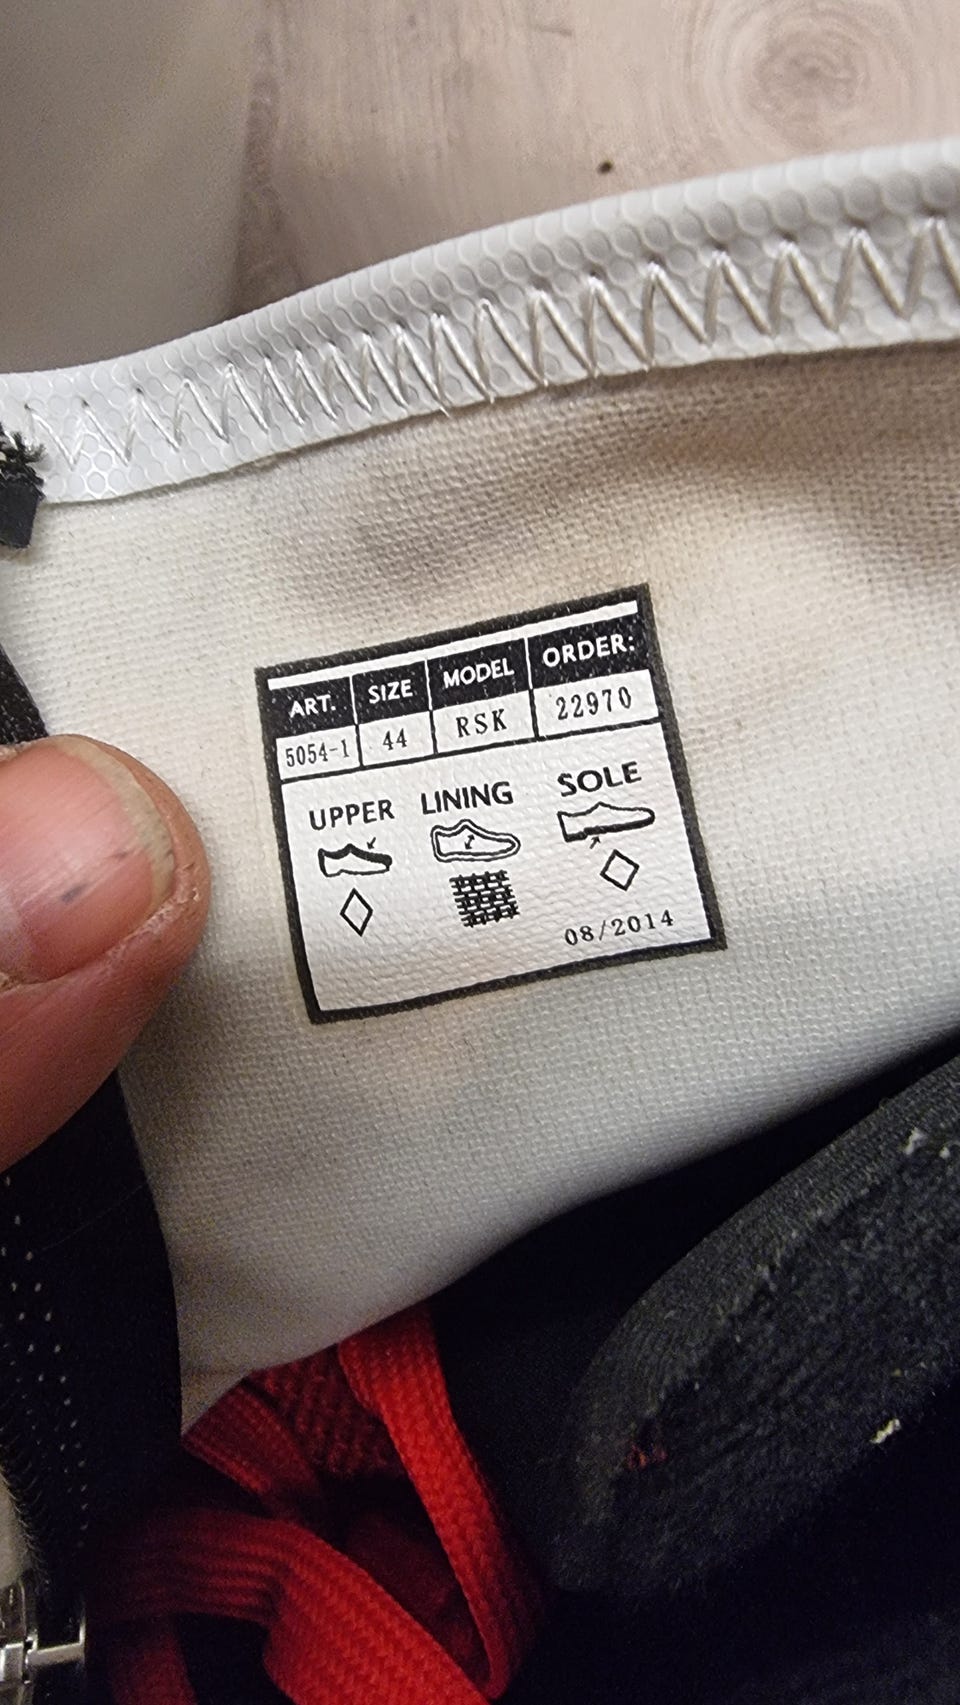 ART. SIZE MODEL ORDER:
5054-1 44 RSK 22970
UPPER LINING SOLE
08/2014